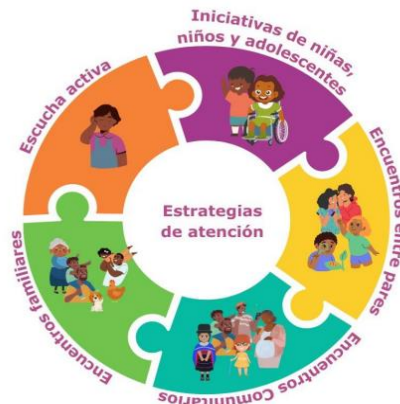 Iniciativas de niñas,
niños y adolescentes
Encuentros entre pares
Encuentros Comunitarios
Encuentros familiares
Escucha activa
Estrategias
de atención